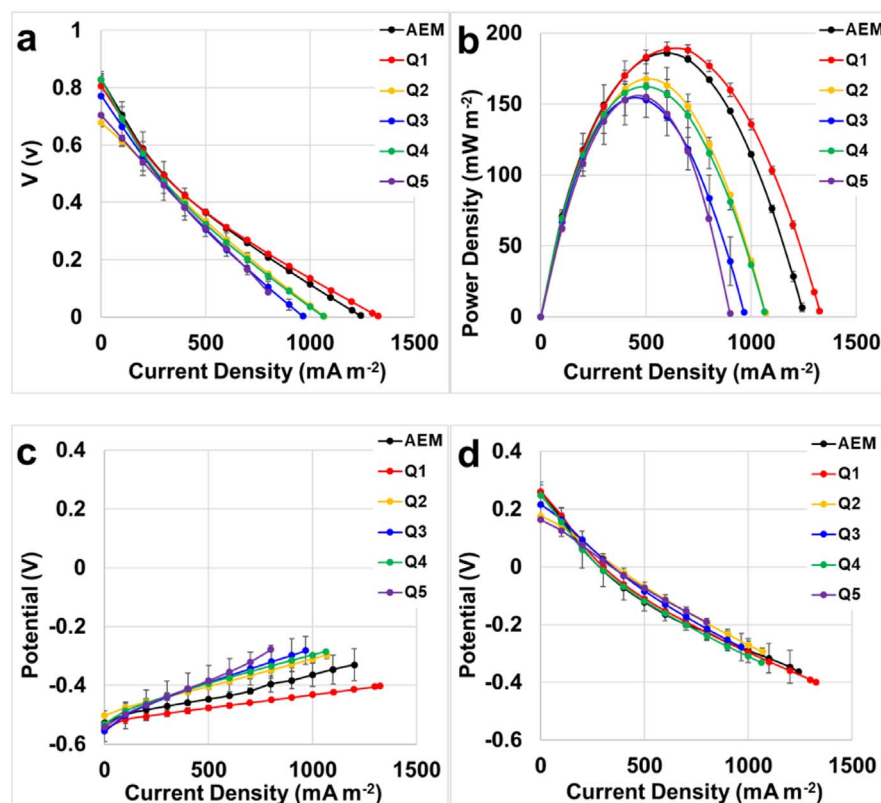 a
V (v)
1
0.8
0.6
0.4
0.2
0
0 500 1000 1500
Current Density (mA m⁻²)
AEM
Q1
Q2
Q3
Q4
Q5
b
Power Density (mW m⁻²)
200
150
100
50
0
0 500 1000 1500
Current Density (mA m⁻²)
AEM
Q1
Q2
Q3
Q4
Q5
c
Potential (V)
0.4
0.2
0
-0.2
-0.4
-0.6
0 500 1000 1500
Current Density (mA m⁻²)
AEM
Q1
Q2
Q3
Q4
Q5
d
Potential (V)
0.4
0.2
0
-0.2
-0.4
-0.6
0 500 1000 1500
Current Density (mA m⁻²)
AEM
Q1
Q2
Q3
Q4
Q5